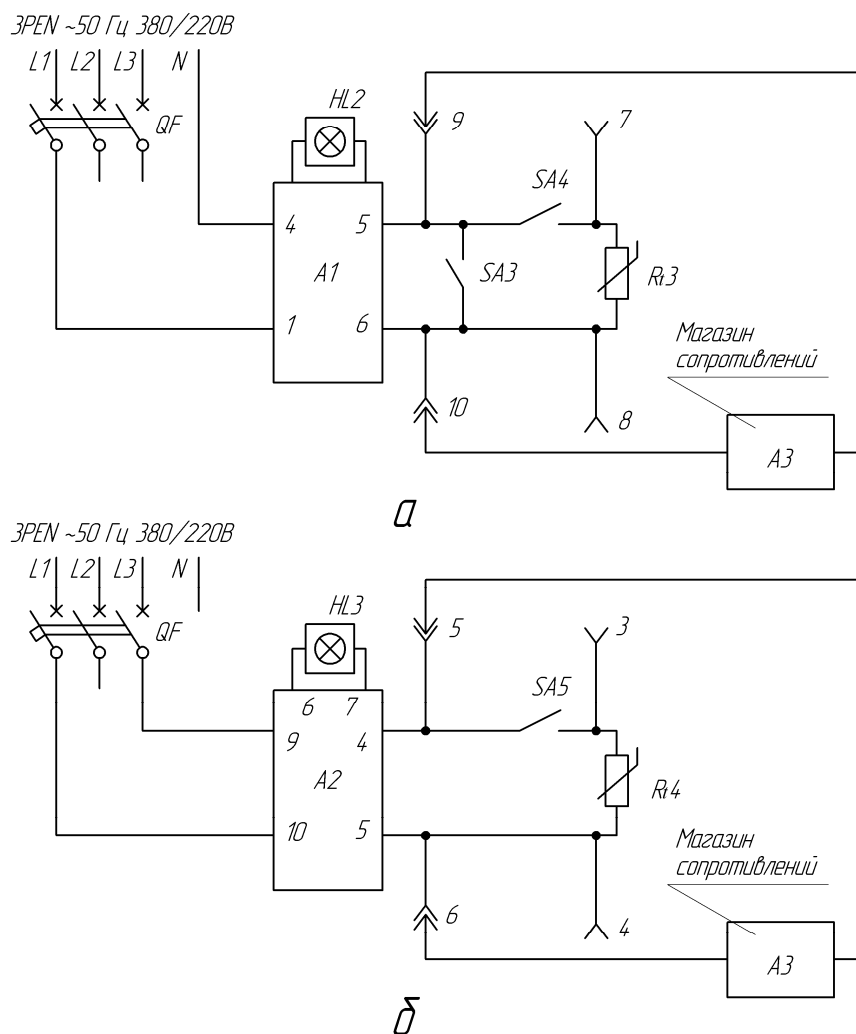 3PEN ~50 Гц 380/220В
L1 L2 L3 N
QF
HL2
9
7
SA4
4 5
A1
SA3
Rt3
1 6
Магазин
сопротивлений
10
8
A3
а
3PEN ~50 Гц 380/220В
L1 L2 L3 N
QF
HL3
5
3
SA5
6 7
9 4
A2
Rt4
10 5
Магазин
сопротивлений
6
4
A3
б